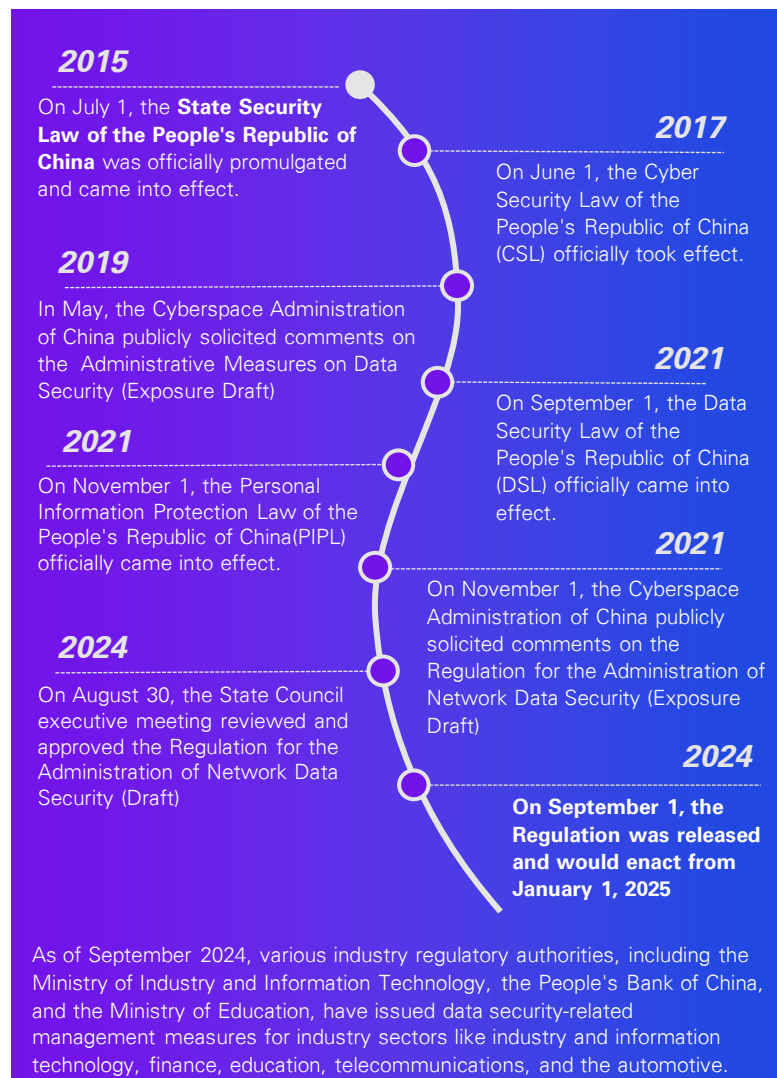 2015
On July 1, the State Security
Law of the People's Republic of
China was officially promulgated
and came into effect.
2017
On June 1, the Cyber
Security Law of the
People's Republic of China
(CSL) officially took effect.
2019
In May, the Cyberspace Administration
of China publicly solicited comments on
the Administrative Measures on Data
Security (Exposure Draft)
2021
On September 1, the Data
Security Law of the
People's Republic of China
(DSL) officially came into
effect.
2021
On November 1, the Personal
Information Protection Law of the
People's Republic of China(PIPL)
officially came into effect.
2021
On November 1, the Cyberspace
Administration of China publicly
solicited comments on the
Regulation for the Administration of
Network Data Security (Exposure
Draft)
2024
On August 30, the State Council
executive meeting reviewed and
approved the Regulation for the
Administration of Network Data
Security (Draft)
2024
On September 1, the
Regulation was released
and would enact from
January 1, 2025
As of September 2024, various industry regulatory authorities, including the
Ministry of Industry and Information Technology, the People's Bank of China,
and the Ministry of Education, have issued data security-related
management measures for industry sectors like industry and information
technology, finance, education, telecommunications, and the automotive.